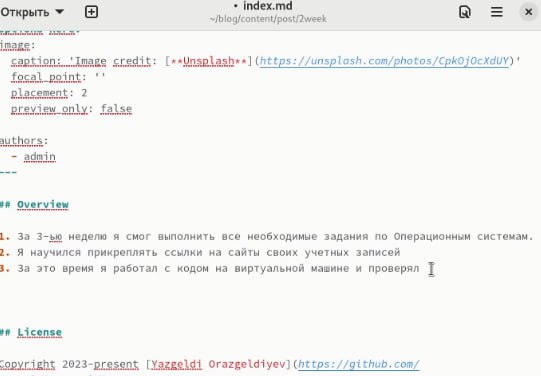 Открыть
• index.md
~/blog/content/post/2week
image:
caption: 'Image credit: [**Unsplash**](https://unsplash.com/photos/CpkOjOcXdUY)'
focal_point: ''
placement: 2
preview_only: false
authors:
- admin
---
## Overview
1. За 3-ью неделю я смог выполнить все необходимые задания по Операционным системам.
2. Я научился прикреплять ссылки на сайты своих учетных записей
3. За это время я работал с кодом на виртуальной машине и проверял
## License
Copyright 2023-present [Yazgeldi Orazgeldiyev](https://github.com/